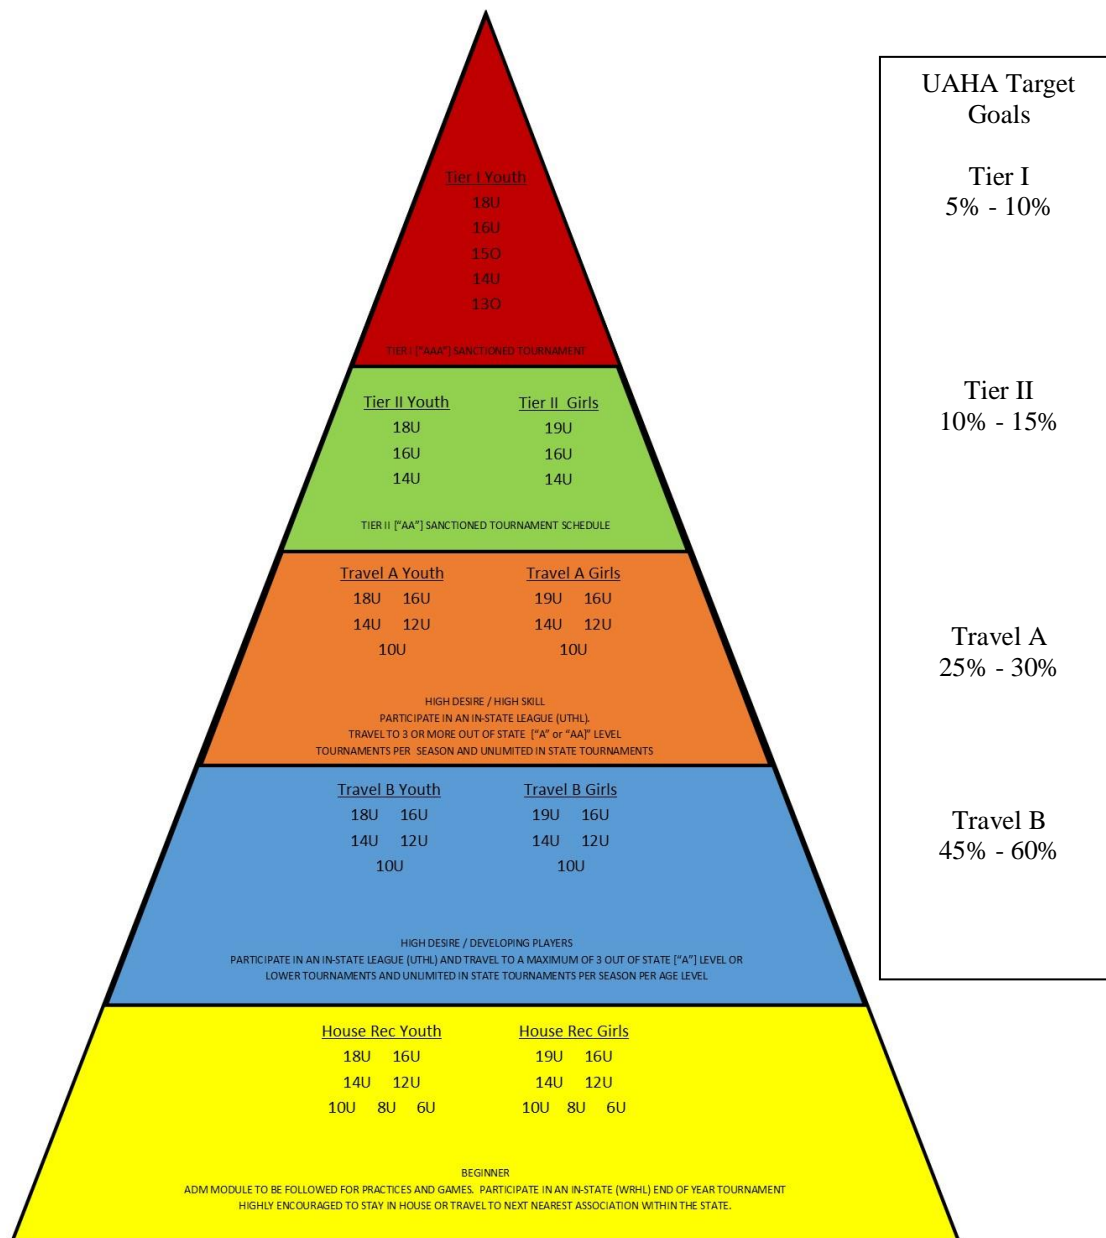 Tier I Youth
18U
16U
15O
14U
13O
TIER I ["AAA"] SANCTIONED TOURNAMENT
Tier II Youth Tier II Girls
18U 19U
16U 16U
14U 14U
TIER II ["AA"] SANCTIONED TOURNAMENT SCHEDULE
Travel A Youth Travel A Girls
18U 16U 19U 16U
14U 12U 14U 12U
10U 10U
HIGH DESIRE / HIGH SKILL
PARTICIPATE IN AN IN-STATE LEAGUE (UTHL).
TRAVEL TO 3 OR MORE OUT OF STATE ["A" or "AA]" LEVEL
TOURNAMENTS PER SEASON AND UNLIMITED IN STATE TOURNAMENTS
Travel B Youth Travel B Girls
18U 16U 19U 16U
14U 12U 14U 12U
10U 10U
HIGH DESIRE / DEVELOPING PLAYERS
PARTICIPATE IN AN IN-STATE LEAGUE (UTHL) AND TRAVEL TO A MAXIMUM OF 3 OUT OF STATE ["A"] LEVEL OR
LOWER TOURNAMENTS AND UNLIMITED IN STATE TOURNAMENTS PER SEASON PER AGE LEVEL
House Rec Youth House Rec Girls
18U 16U 19U 16U
14U 12U 14U 12U
10U 8U 6U 10U 8U 6U
BEGINNER
ADM MODULE TO BE FOLLOWED FOR PRACTICES AND GAMES. PARTICIPATE IN AN IN-STATE (WRHL) END OF YEAR TOURNAMENT
HIGHLY ENCOURAGED TO STAY IN HOUSE OR TRAVEL TO NEXT NEAREST ASSOCIATION WITHIN THE STATE.
UAHA Target
Goals
Tier I
5% - 10%
Tier II
10% - 15%
Travel A
25% - 30%
Travel B
45% - 60%